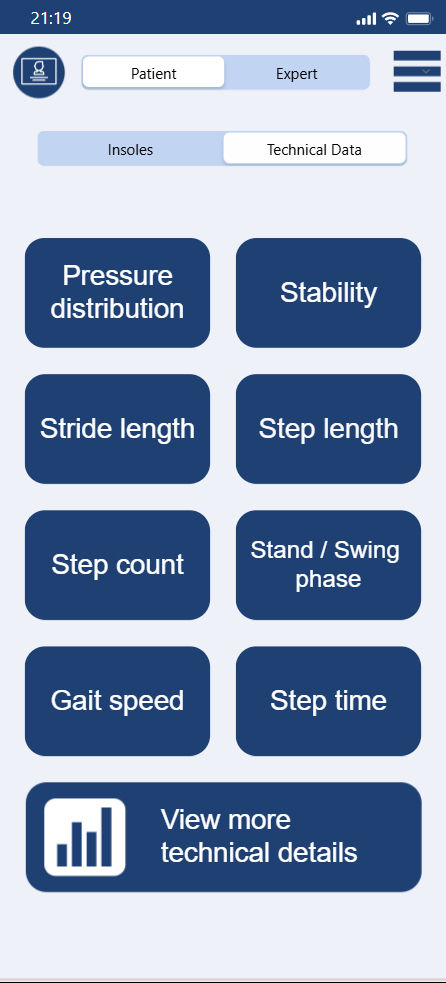 21:19
Patient
Expert
Insoles
Technical Data
Pressure
distribution
Stability
Stride length
Step length
Step count
Stand / Swing
phase
Gait speed
Step time
View more
technical details